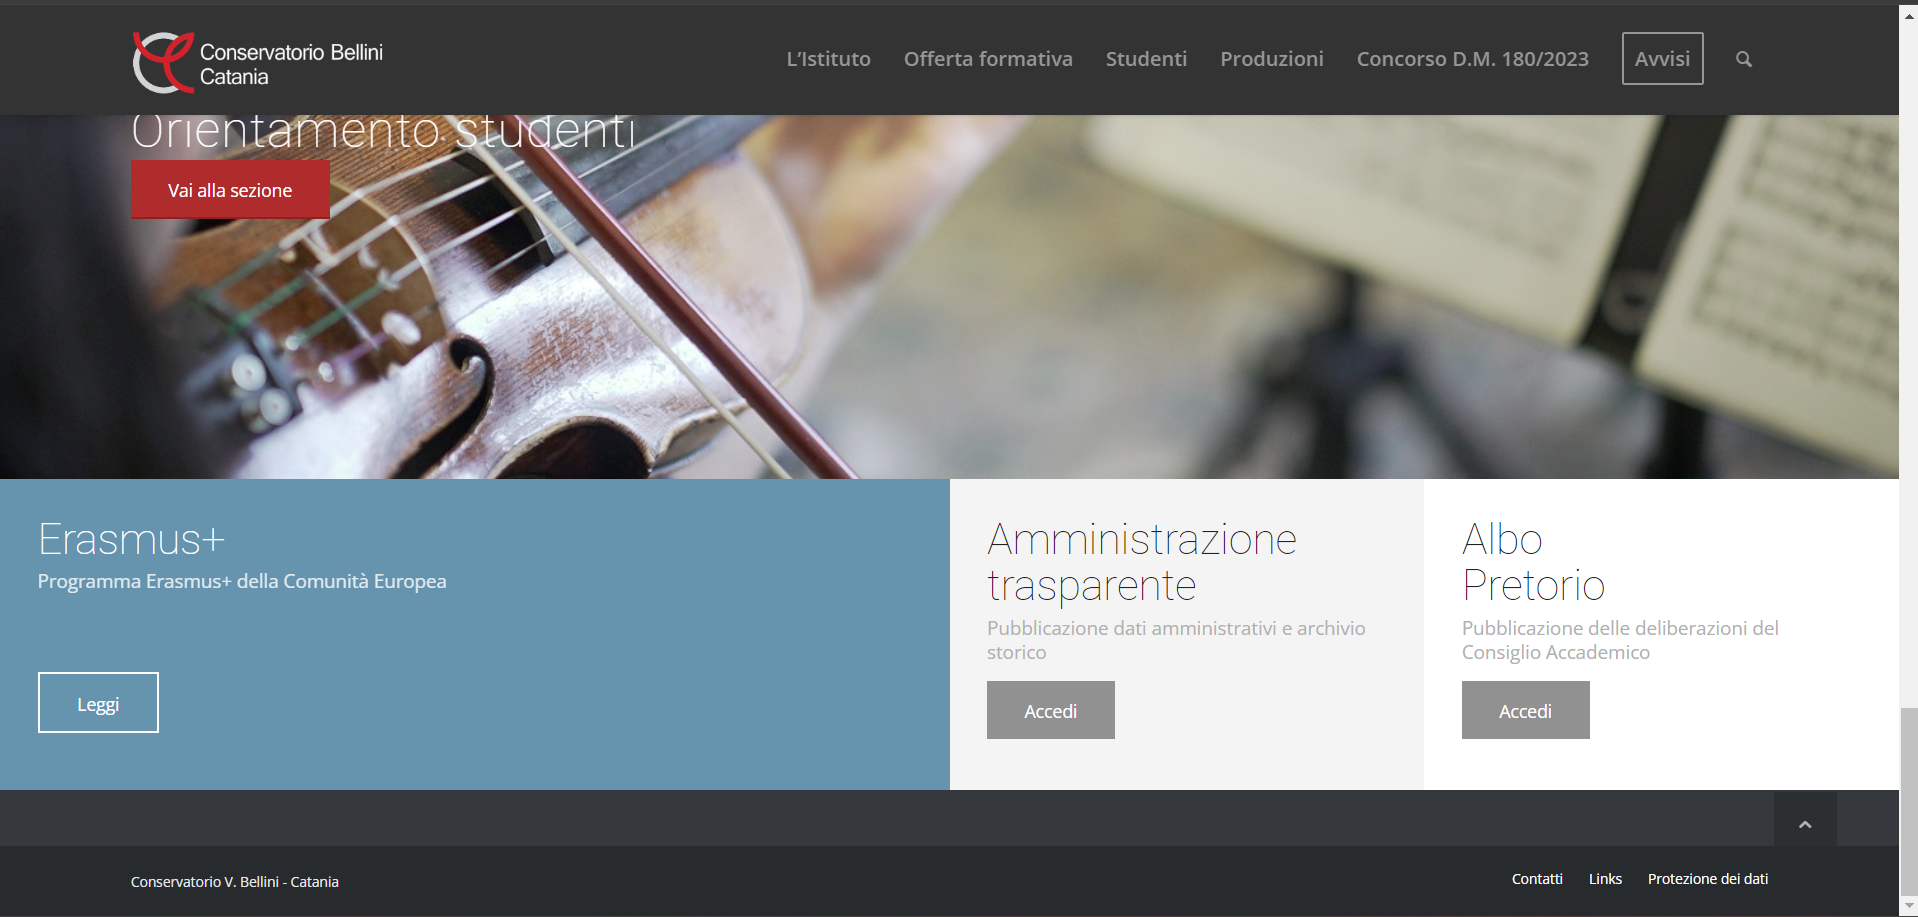 Conservatorio Bellini
Catania
L'Istituto
Offerta formativa
Studenti
Produzioni
Concorso D.M. 180/2023
Avvisi
Orientamento studenti
Vai alla sezione
Erasmus+
Programma Erasmus+ della Comunità Europea
Leggi
Amministrazione
trasparente
Pubblicazione dati amministrativi e archivio
storico
Accedi
Albo
Pretorio
Pubblicazione delle deliberazioni del
Consiglio Accademico
Accedi
Conservatorio V. Bellini - Catania
Contatti
Links
Protezione dei dati